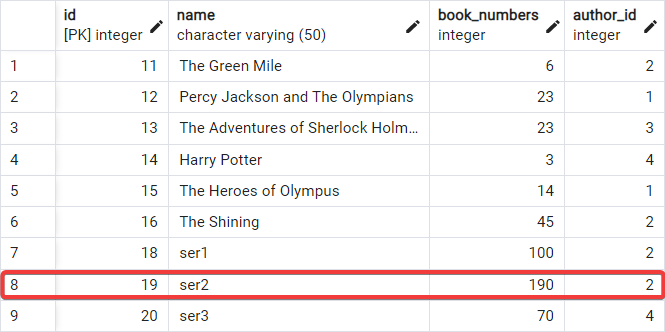 id name book_numbers author_id
[PK] integer character varying (50) integer integer
1 11 The Green Mile 6 2
2 12 Percy Jackson and The Olympians 23 1
3 13 The Adventures of Sherlock Holm... 23 3
4 14 Harry Potter 3 4
5 15 The Heroes of Olympus 14 1
6 16 The Shining 45 2
7 18 ser1 100 2
8 19 ser2 190 2
9 20 ser3 70 4